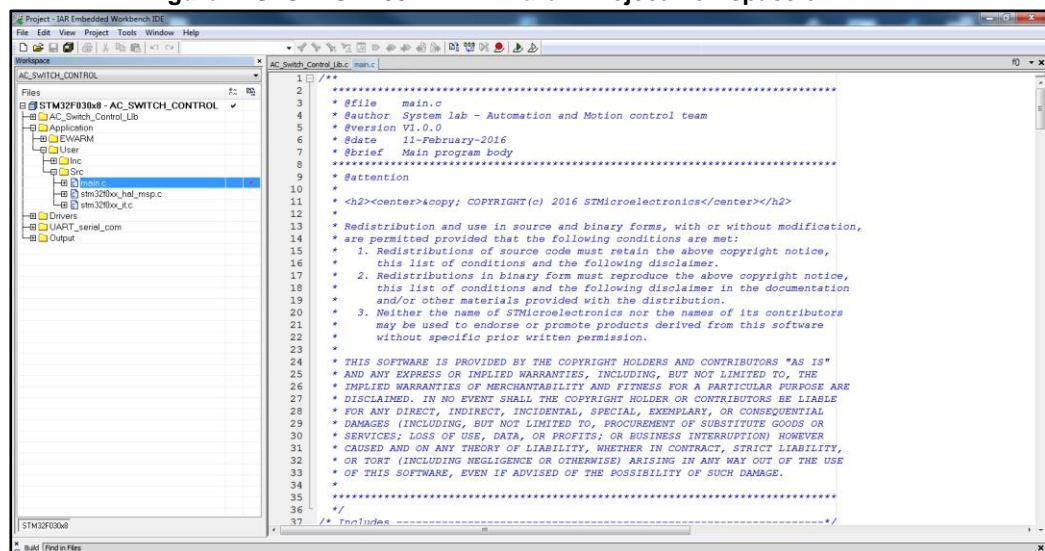 Project - IAR Embedded Workbench IDE
File Edit View Project Tools Window Help
Workspace
AC_SWITCH_CONTROL
Files
STM32F030x8 - AC_SWITCH_CONTROL
AC_Switch_Control_LIb
Application
EWARM
User
Inc
Src
main.c
stm32f0xx_hal_msp.c
stm32f0xx_it.c
Drivers
UART_serial_com
Output
STM32F030x8
AC_Switch_Control_Lib.c main.c
f()
1 /**
2 ******************************************************************************
3 * @file main.c
4 * @author System lab - Automation and Motion control team
5 * @version V1.0.0
6 * @date 11-February-2016
7 * @brief Main program body
8 ******************************************************************************
9 * @attention
10 *
11 * <h2><center>&copy; COPYRIGHT(c) 2016 STMicroelectronics</center></h2>
12 *
13 * Redistribution and use in source and binary forms, with or without modification,
14 * are permitted provided that the following conditions are met:
15 * 1. Redistributions of source code must retain the above copyright notice,
16 * this list of conditions and the following disclaimer.
17 * 2. Redistributions in binary form must reproduce the above copyright notice,
18 * this list of conditions and the following disclaimer in the documentation
19 * and/or other materials provided with the distribution.
20 * 3. Neither the name of STMicroelectronics nor the names of its contributors
21 * may be used to endorse or promote products derived from this software
22 * without specific prior written permission.
23 *
24 * THIS SOFTWARE IS PROVIDED BY THE COPYRIGHT HOLDERS AND CONTRIBUTORS "AS IS"
25 * AND ANY EXPRESS OR IMPLIED WARRANTIES, INCLUDING, BUT NOT LIMITED TO, THE
26 * IMPLIED WARRANTIES OF MERCHANTABILITY AND FITNESS FOR A PARTICULAR PURPOSE ARE
27 * DISCLAIMED. IN NO EVENT SHALL THE COPYRIGHT HOLDER OR CONTRIBUTORS BE LIABLE
28 * FOR ANY DIRECT, INDIRECT, INCIDENTAL, SPECIAL, EXEMPLARY, OR CONSEQUENTIAL
29 * DAMAGES (INCLUDING, BUT NOT LIMITED TO, PROCUREMENT OF SUBSTITUTE GOODS OR
30 * SERVICES; LOSS OF USE, DATA, OR PROFITS; OR BUSINESS INTERRUPTION) HOWEVER
31 * CAUSED AND ON ANY THEORY OF LIABILITY, WHETHER IN CONTRACT, STRICT LIABILITY,
32 * OR TORT (INCLUDING NEGLIGENCE OR OTHERWISE) ARISING IN ANY WAY OUT OF THE USE
33 * OF THIS SOFTWARE, EVEN IF ADVISED OF THE POSSIBILITY OF SUCH DAMAGE.
34 *
35 ******************************************************************************
36 */
37 /* Includes ------------------------------------------------------------------*/
Build Find in Files